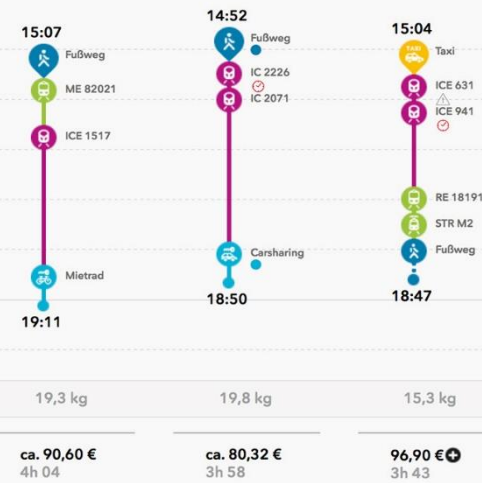 15:07
Fußweg
ME 82021
ICE 1517
Mietrad
19:11
19,3 kg
ca. 90,60 €
4h 04
14:52
Fußweg
IC 2226
IC 2071
Carsharing
18:50
19,8 kg
ca. 80,32 €
3h 58
15:04
TAXI
Taxi
ICE 631
ICE 941
RE 18191
STR M2
Fußweg
18:47
15,3 kg
96,90 €
3h 43